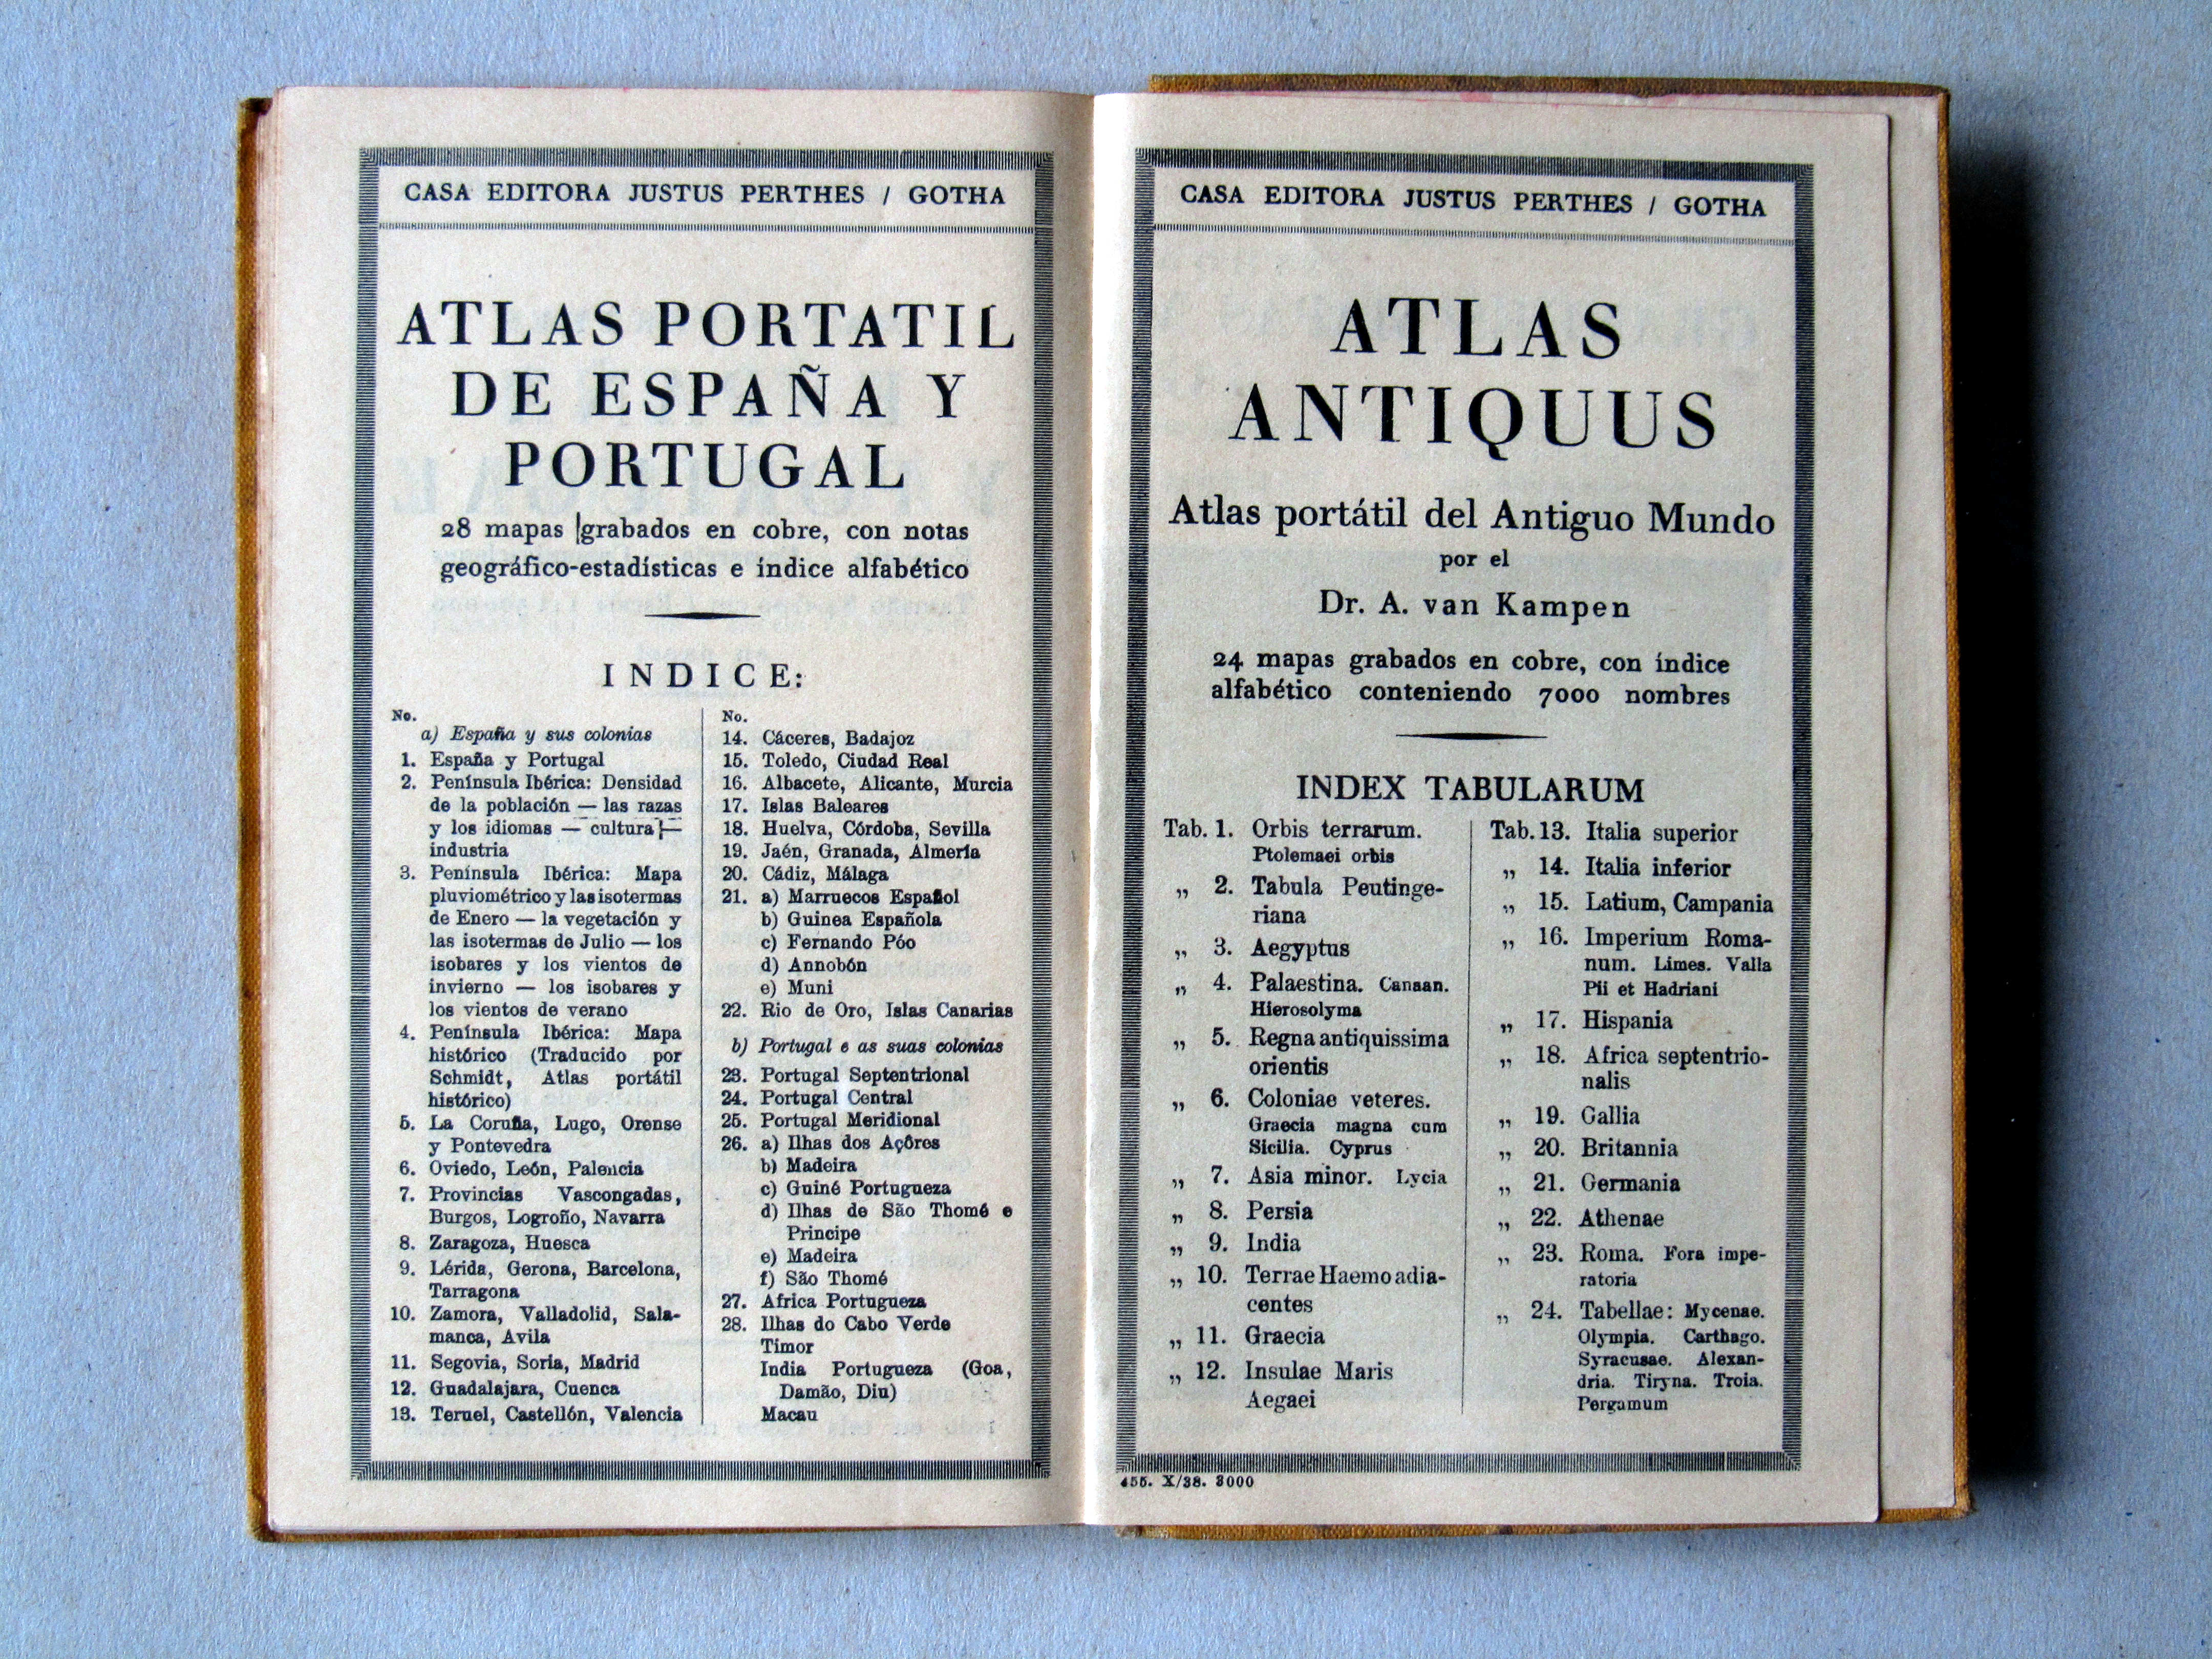 CASA EDITORA JUSTUS PERTHES / GOTHA
ATLAS PORTATIL
DE ESPAÑA Y
PORTUGAL
28 mapas grabados en cobre, con notas
geográfico-estadísticas e índice alfabético
INDICE:
No.
a) España y sus colonias
1. España y Portugal
2. Península Ibérica: Densidad
de la población — las razas
y los idiomas — cultura —
industria
3. Península Ibérica: Mapa
pluviométrico y las isotermas
de Enero — la vegetación y
las isotermas de Julio — los
isobares y los vientos de
invierno — los isobares y
los vientos de verano
4. Península Ibérica: Mapa
histórico (Traducido por
Schmidt, Atlas portátil
histórico)
5. La Coruña, Lugo, Orense
y Pontevedra
6. Oviedo, León, Palencia
7. Provincias Vascongadas,
Burgos, Logroño, Navarra
8. Zaragoza, Huesca
9. Lérida, Gerona, Barcelona,
Tarragona
10. Zamora, Valladolid, Sala-
manca, Avila
11. Segovia, Soria, Madrid
12. Guadalajara, Cuenca
13. Teruel, Castellón, Valencia
No.
14. Cáceres, Badajoz
15. Toledo, Ciudad Real
16. Albacete, Alicante, Murcia
17. Islas Baleares
18. Huelva, Córdoba, Sevilla
19. Jaén, Granada, Almería
20. Cádiz, Málaga
21. a) Marruecos Español
b) Guinea Española
c) Fernando Póo
d) Annobón
e) Muni
22. Rio de Oro, Islas Canarias
b) Portugal e as suas colonias
23. Portugal Septentrional
24. Portugal Central
25. Portugal Meridional
26. a) Ilhas dos Açôres
b) Madeira
c) Guiné Portugueza
d) Ilhas de São Thomé e
Principe
e) Madeira
f) São Thomé
27. Africa Portugueza
28. Ilhas do Cabo Verde
Timor
India Portugueza (Goa,
Damão, Diu)
Macau
CASA EDITORA JUSTUS PERTHES / GOTHA
ATLAS
ANTIQUUS
Atlas portátil del Antiguo Mundo
por el
Dr. A. van Kampen
24 mapas grabados en cobre, con índice
alfabético conteniendo 7000 nombres
INDEX TABULARUM
Tab. 1. Orbis terrarum.
Ptolemaei orbis
„ 2. Tabula Peutinge-
riana
„ 3. Aegyptus
„ 4. Palaestina. Canaan.
Hierosolyma
„ 5. Regna antiquissima
orientis
„ 6. Coloniae veteres.
Graecia magna cum
Sicilia. Cyprus
„ 7. Asia minor. Lycia
„ 8. Persia
„ 9. India
„ 10. Terrae Haemo adia-
centes
„ 11. Graecia
„ 12. Insulae Maris
Aegaei
Tab. 13. Italia superior
„ 14. Italia inferior
„ 15. Latium, Campania
„ 16. Imperium Roma-
num. Limes. Valla
Pii et Hadriani
„ 17. Hispania
„ 18. Africa septentrio-
nalis
„ 19. Gallia
„ 20. Britannia
„ 21. Germania
„ 22. Athenae
„ 23. Roma. Fora impe-
ratoria
„ 24. Tabellae: Mycenae.
Olympia. Carthago.
Syracusae. Alexan-
dria. Tiryna. Troia.
Pergamum
455. X/38. 3000